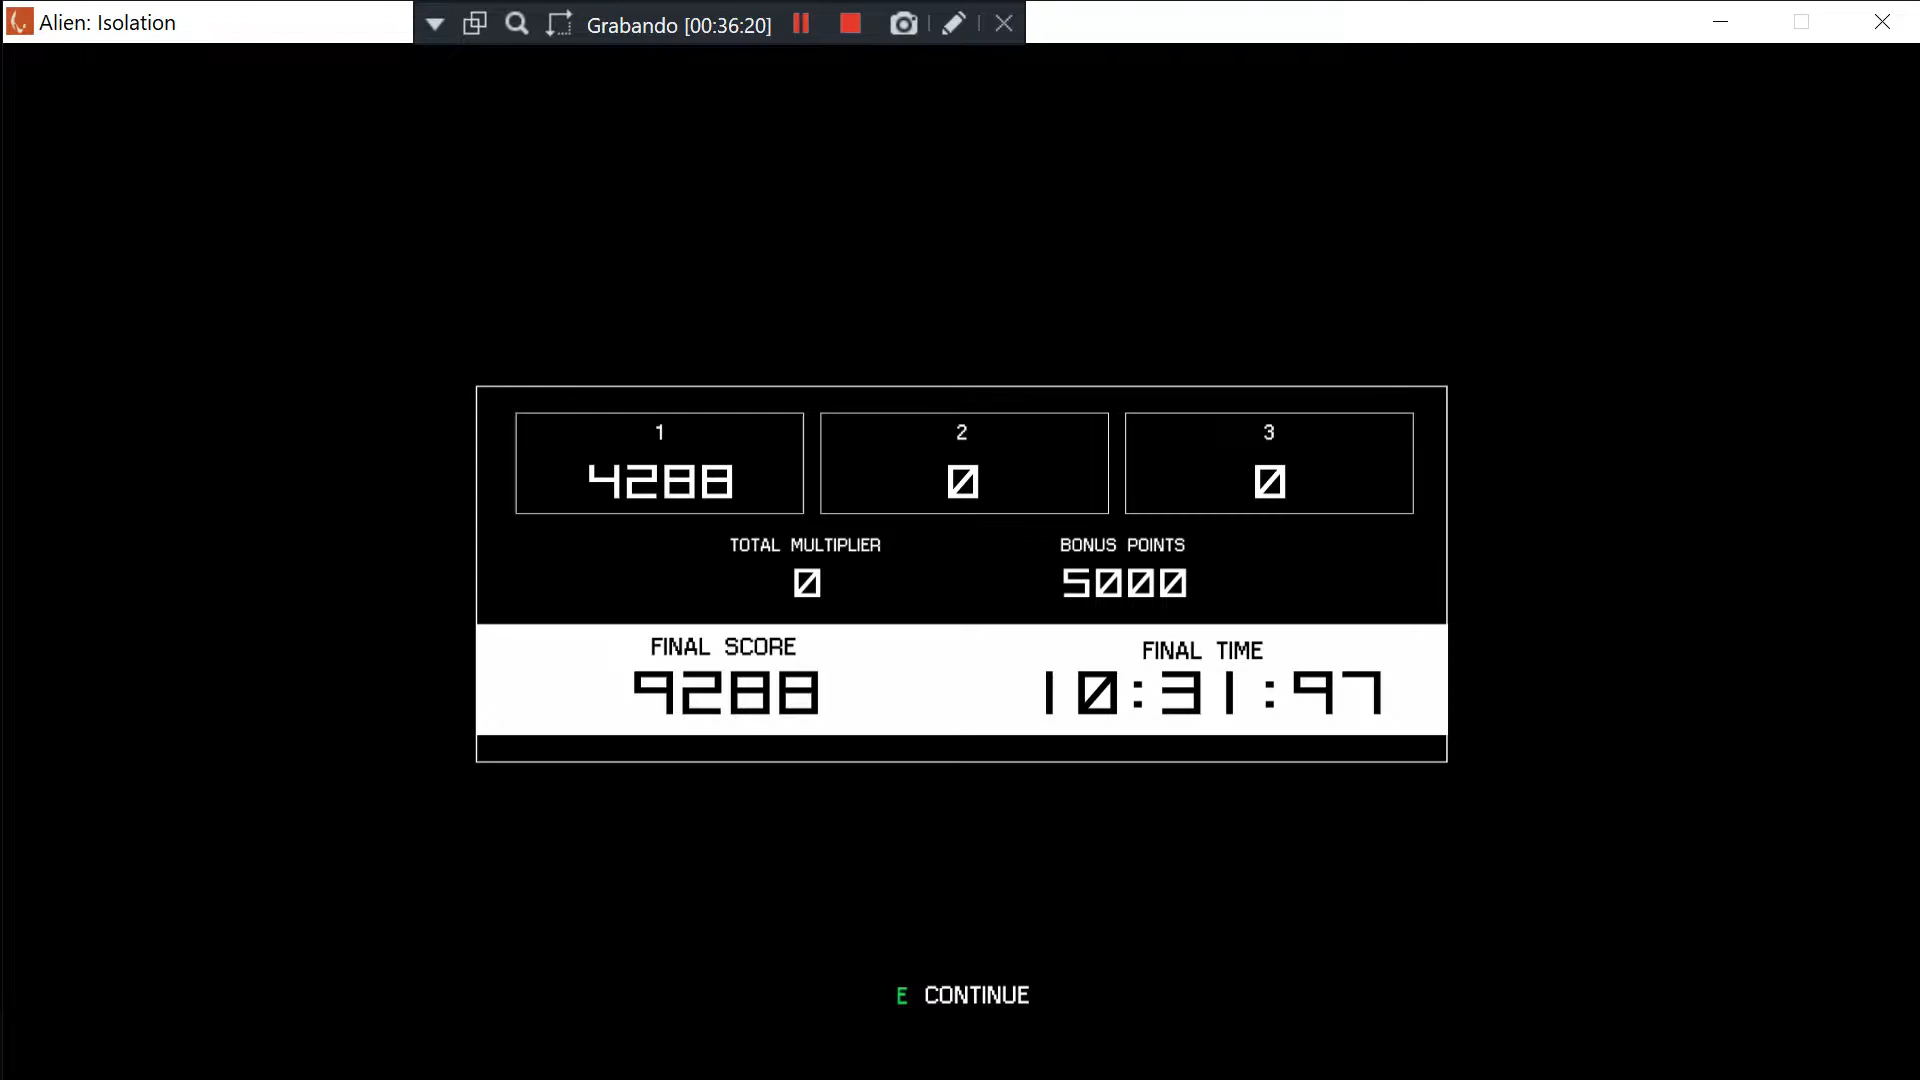 Alien: Isolation
Grabando [00:36:20]
1
2
3
4288
0
0
TOTAL MULTIPLIER
BONUS POINTS
0
5000
FINAL SCORE
FINAL TIME
9288
10:31:97
E CONTINUE